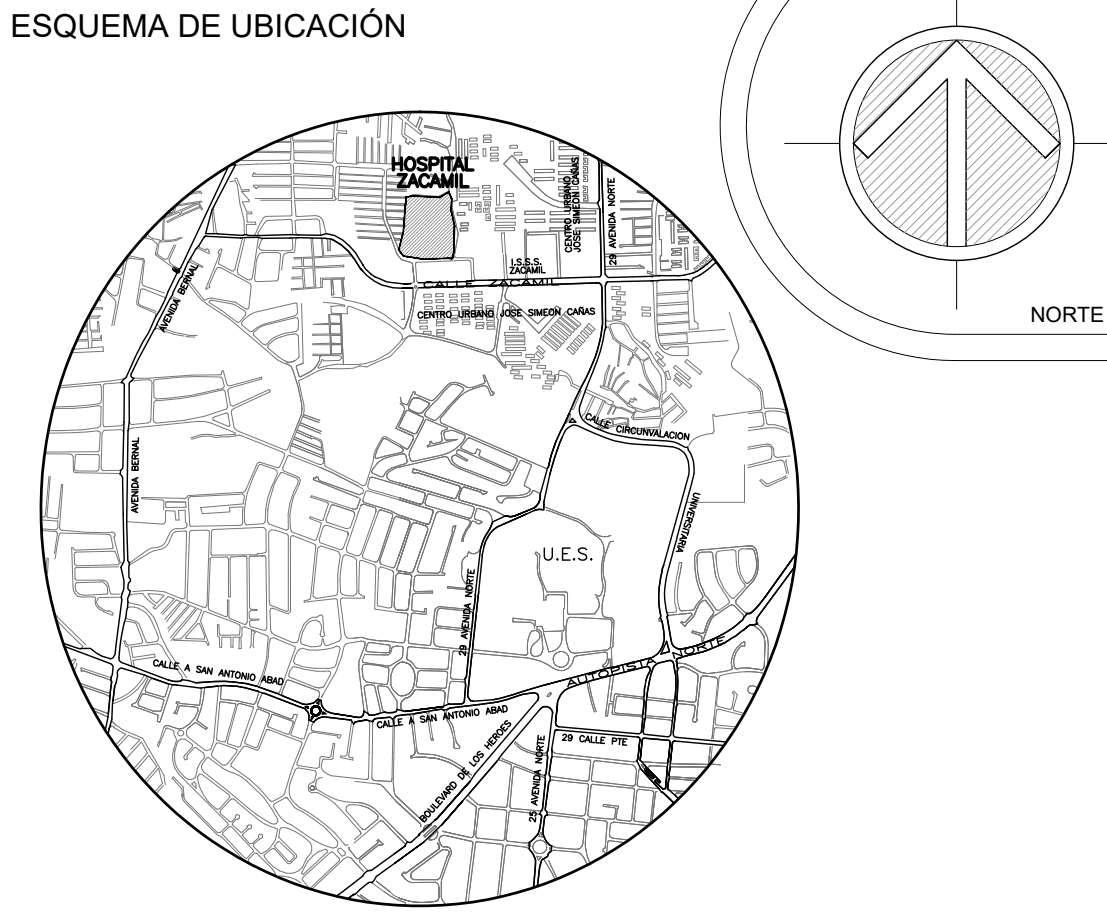 ESQUEMA DE UBICACIÓN
NORTE
HOSPITAL
ZACAMIL
CENTRO URBANO
JOSE SIMEON CAÑAS
29 AVENIDA NORTE
I.S.S.S.
ZACAMIL
CALLE ZACAMIL
AVENIDA BERNAL
CENTRO URBANO JOSE SIMEON CAÑAS
CALLE CIRCUNVALACION
AVENIDA BERNAL
UNIVERSITARIA
U.E.S.
29 AVENIDA NORTE
AUTOPISTA NORTE
CALLE A SAN ANTONIO ABAD
CALLE A SAN ANTONIO ABAD
29 CALLE PTE
BOULEVARD DE LOS HEROES
25 AVENIDA NORTE